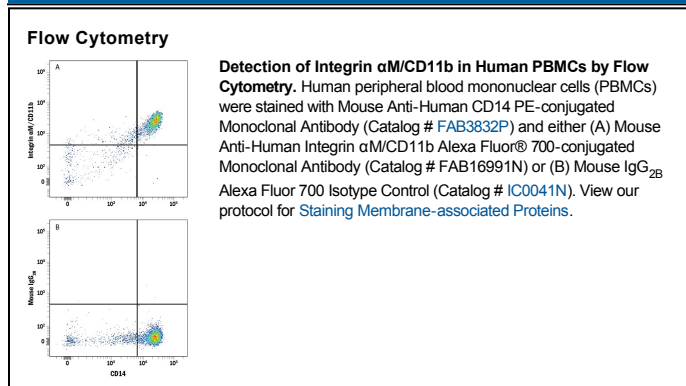 Flow Cytometry
Detection of Integrin αM/CD11b in Human PBMCs by Flow
Cytometry. Human peripheral blood mononuclear cells (PBMCs)
were stained with Mouse Anti-Human CD14 PE-conjugated
Monoclonal Antibody (Catalog # FAB3832P) and either (A) Mouse
Anti-Human Integrin αM/CD11b Alexa Fluor® 700-conjugated
Monoclonal Antibody (Catalog # FAB16991N) or (B) Mouse IgG2B
Alexa Fluor 700 Isotype Control (Catalog # IC0041N). View our
protocol for Staining Membrane-associated Proteins.
A
Integrin αM / CD11b
B
Mouse IgG2B
CD14